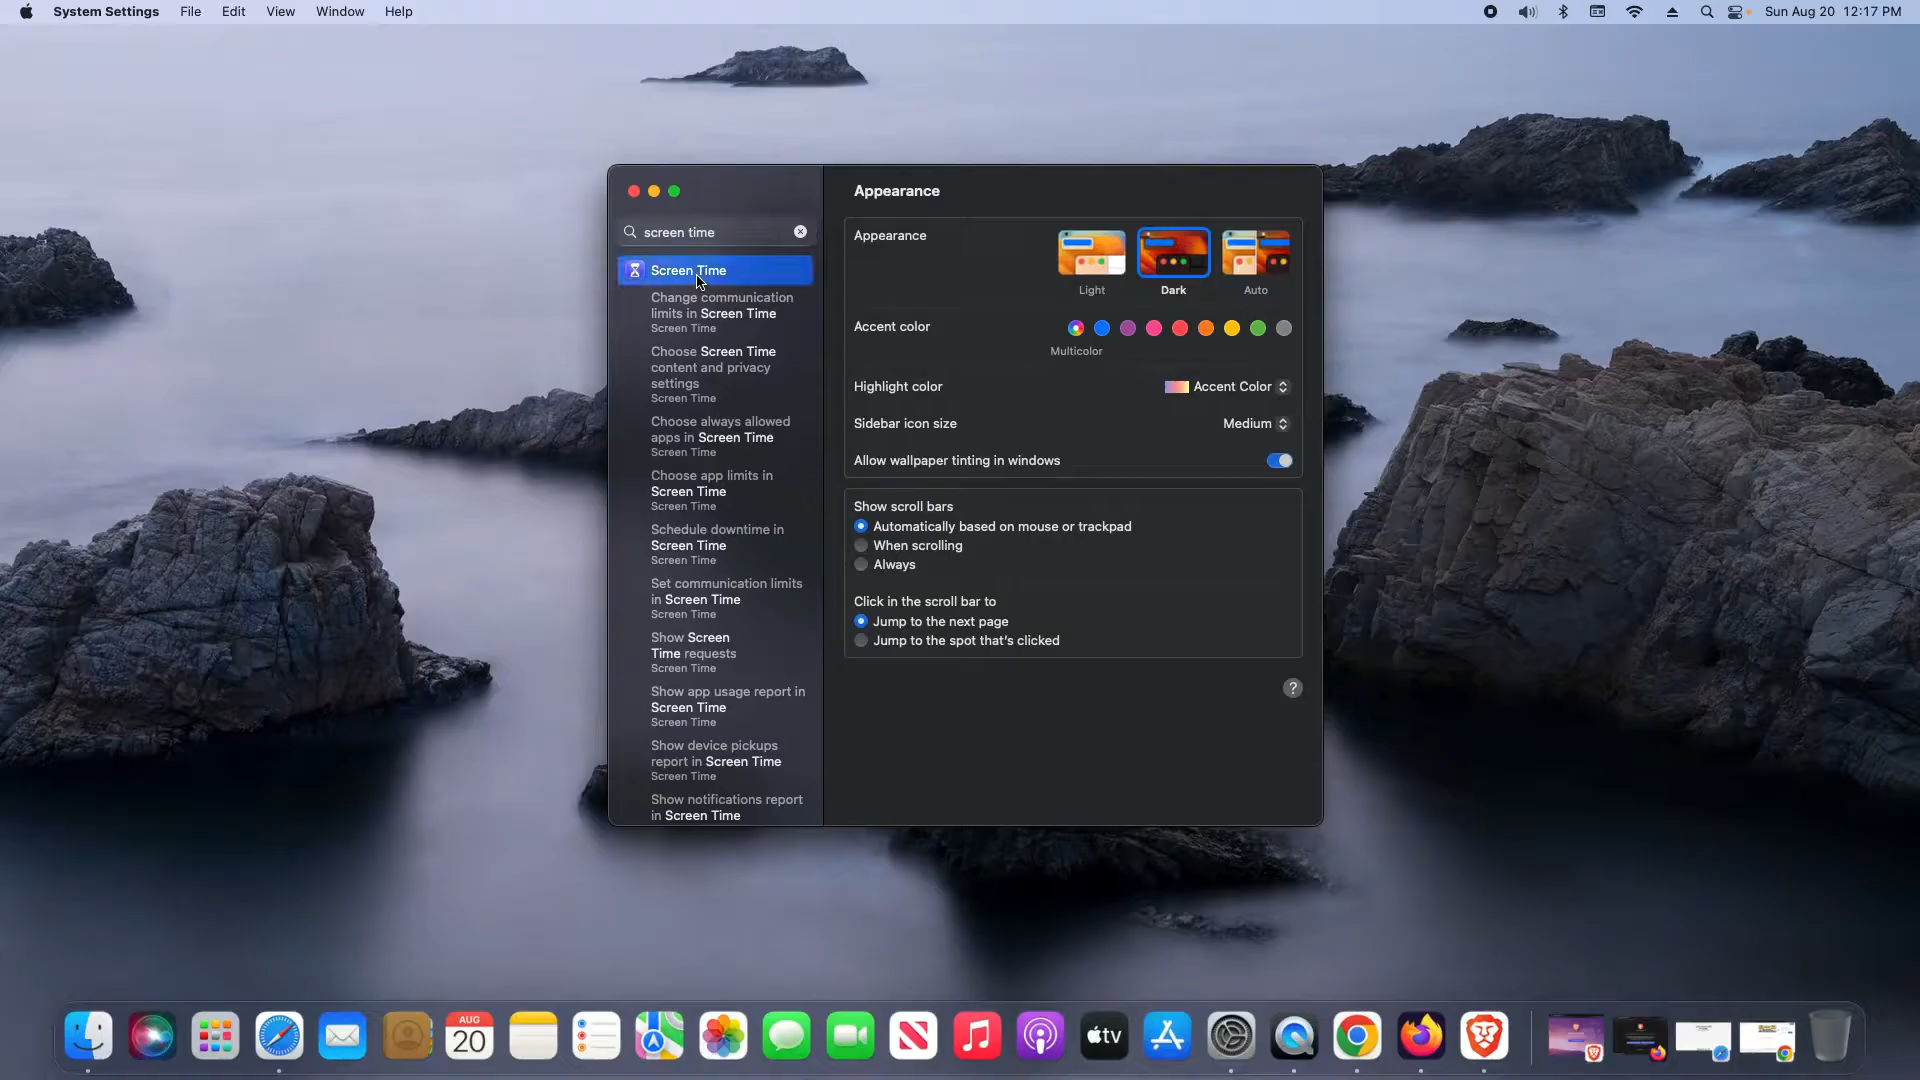 System Settings File Edit View Window Help Sun Aug 20 12:17 PM
screen time
Screen Time
Change communication
limits in Screen Time
Screen Time
Choose Screen Time
content and privacy
settings
Screen Time
Choose always allowed
apps in Screen Time
Screen Time
Choose app limits in
Screen Time
Screen Time
Schedule downtime in
Screen Time
Screen Time
Set communication limits
in Screen Time
Screen Time
Show Screen
Time requests
Screen Time
Show app usage report in
Screen Time
Screen Time
Show device pickups
report in Screen Time
Screen Time
Show notifications report
in Screen Time
Appearance
Appearance
Light Dark Auto
Accent color
Multicolor
Highlight color Accent Color
Sidebar icon size Medium
Allow wallpaper tinting in windows
Show scroll bars
Automatically based on mouse or trackpad
When scrolling
Always
Click in the scroll bar to
Jump to the next page
Jump to the spot that's clicked
?
AUG
20
tv